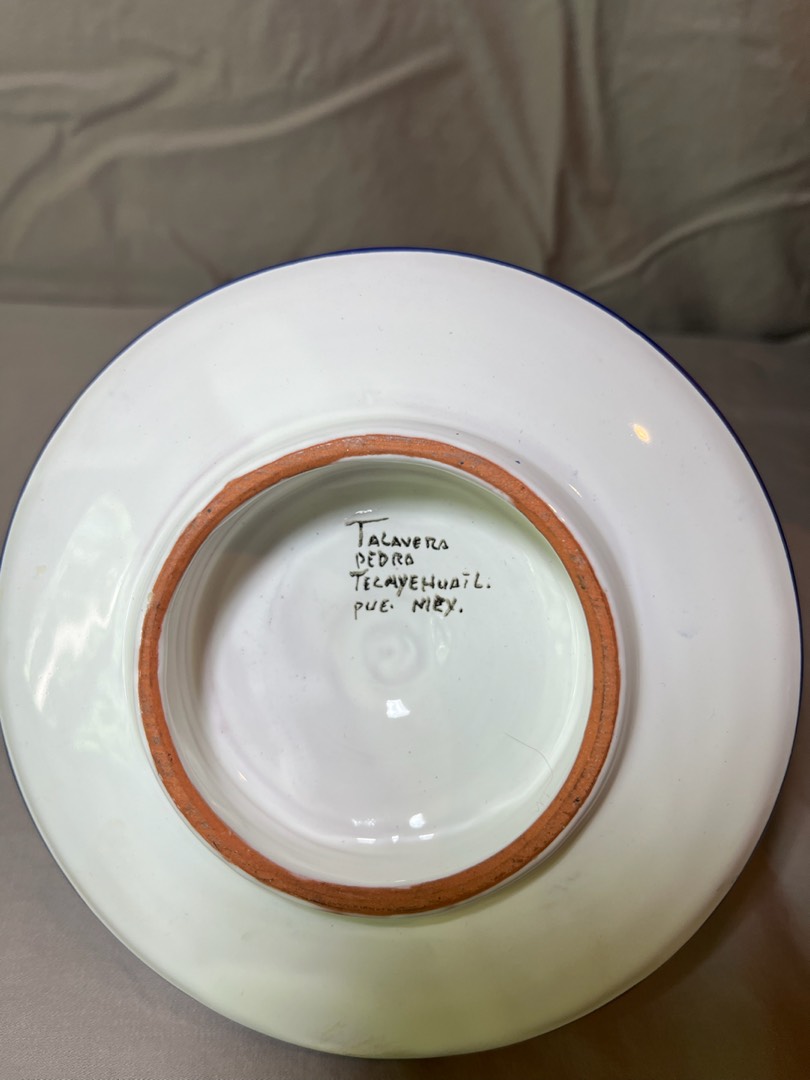 TALAVERA
PEDRO
TECAYEHUATL.
PUE. MEX.